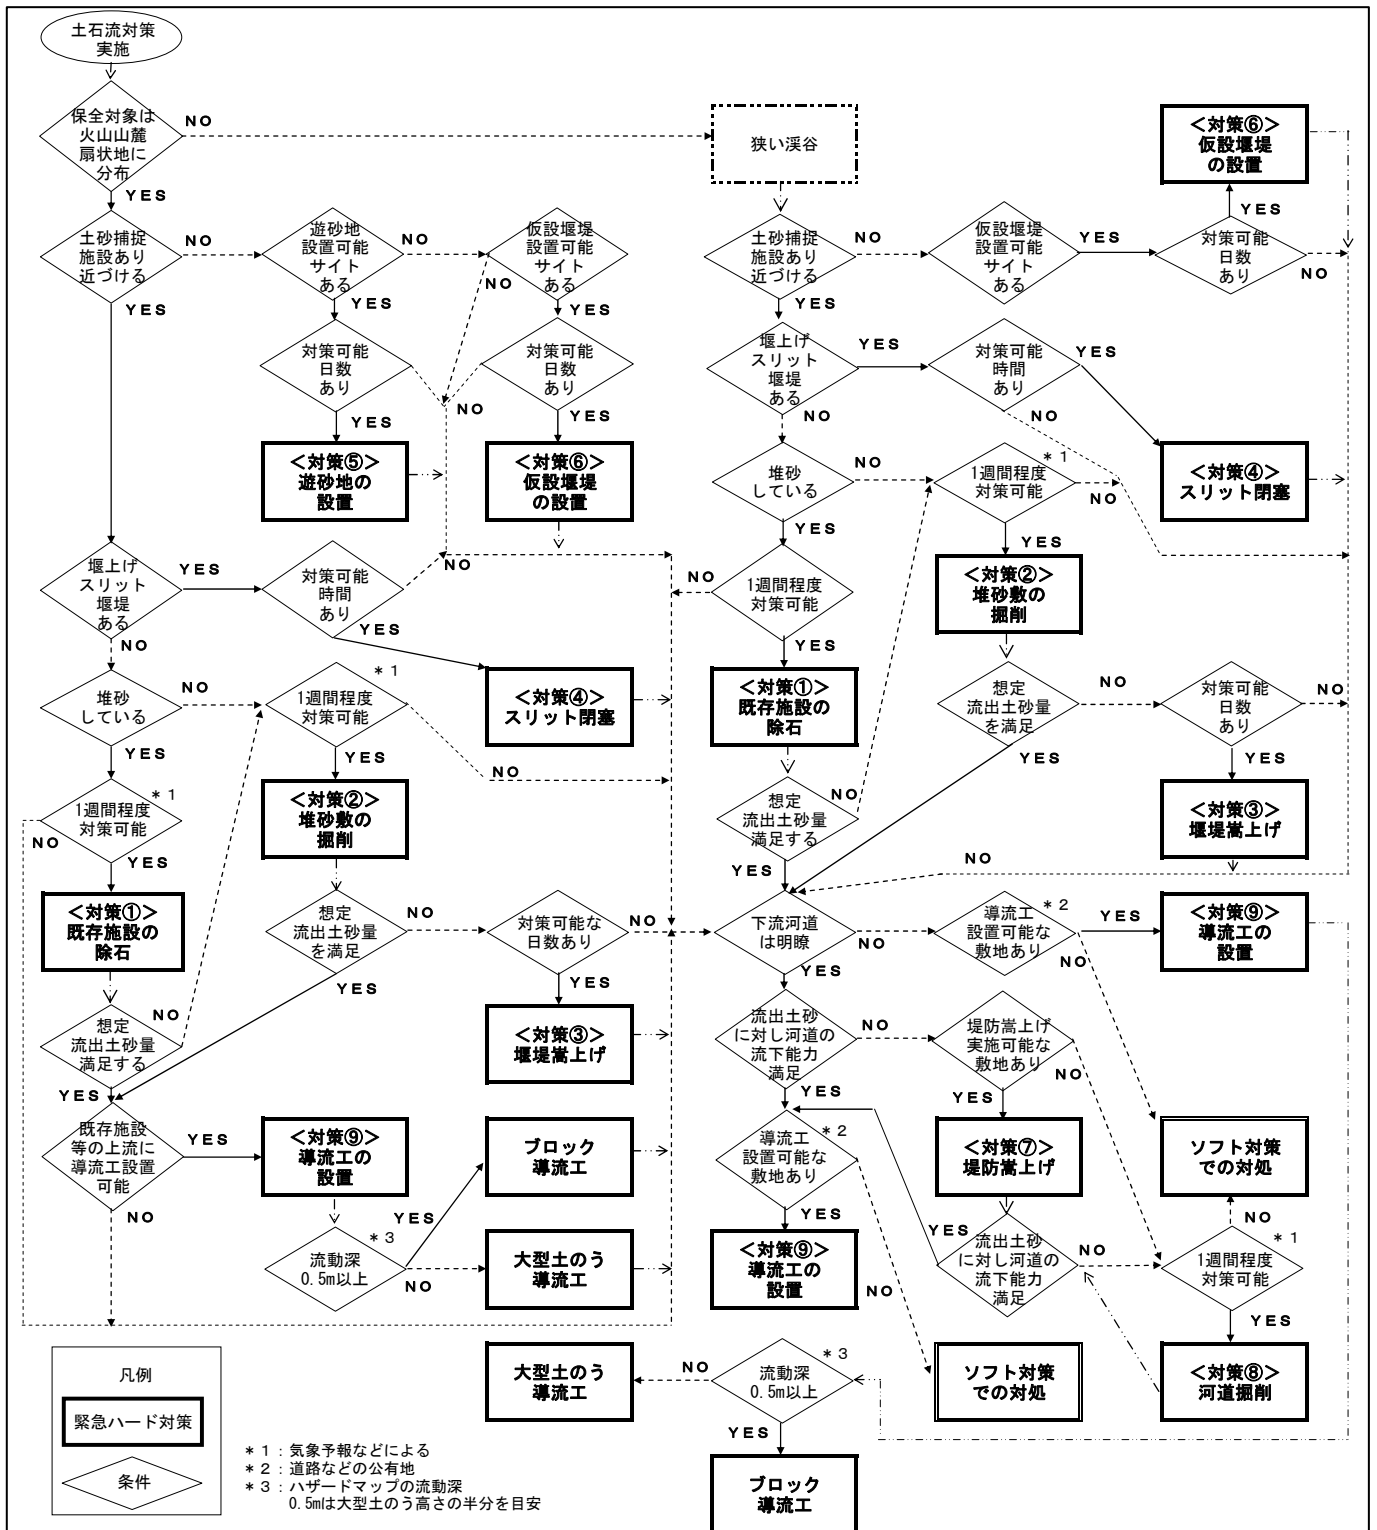 土石流対策
実施
保全対象は
火山山麓
扇状地に
分布
NO
YES
狭い渓谷
＜対策⑥＞
仮設堰堤
の設置
YES
土砂捕捉
施設あり
近づける
NO
YES
遊砂地
設置可能
サイト
ある
NO
YES
仮設堰堤
設置可能
サイト
ある
NO
YES
土砂捕捉
施設あり
近づける
NO
YES
仮設堰堤
設置可能
サイト
ある
YES
対策可能
日数
あり
NO
対策可能
日数
あり
YES
対策可能
日数
あり
NO
YES
堰上げ
スリット
堰堤
ある
YES
NO
対策可能
時間
あり
YES
NO
＜対策⑤＞
遊砂地の
設置
＜対策⑥＞
仮設堰堤
の設置
堆砂
している
NO
YES
1週間程度
対策可能
＊1
NO
YES
＜対策④＞
スリット閉塞
堰上げ
スリット
堰堤
ある
YES
NO
対策可能
時間
あり
NO
YES
NO
1週間程度
対策可能
YES
＜対策②＞
堆砂敷の
掘削
堆砂
している
NO
YES
1週間程度
対策可能
＊1
NO
YES
＜対策④＞
スリット閉塞
＜対策①＞
既存施設の
除石
想定
流出土砂量
を満足
NO
YES
対策可能
日数
あり
NO
YES
1週間程度
対策可能
＊1
NO
YES
＜対策②＞
堆砂敷の
掘削
想定
流出土砂量
満足する
NO
YES
＜対策③＞
堰堤嵩上げ
NO
＜対策①＞
既存施設の
除石
想定
流出土砂量
を満足
NO
YES
対策可能な
日数あり
NO
YES
下流河道
は明瞭
NO
YES
導流工
設置可能な
敷地あり
＊2
YES
NO
＜対策⑨＞
導流工の
設置
想定
流出土砂量
満足する
NO
YES
＜対策③＞
堰堤嵩上げ
流出土砂
に対し河道の
流下能力
満足
NO
YES
堤防嵩上げ
実施可能な
敷地あり
NO
YES
既存施設
等の上流に
導流工設置
可能
YES
NO
＜対策⑨＞
導流工の
設置
ブロック
導流工
導流工
設置可能な
敷地あり
＊2
YES
NO
＜対策⑦＞
堤防嵩上げ
ソフト対策
での対処
流動深
0.5m以上
＊3
YES
NO
大型土のう
導流工
＜対策⑨＞
導流工の
設置
流出土砂
に対し河道の
流下能力
満足
YES
NO
1週間程度
対策可能
＊1
NO
YES
大型土のう
導流工
NO
流動深
0.5m以上
＊3
YES
ソフト対策
での対処
＜対策⑧＞
河道掘削
ブロック
導流工
凡例
緊急ハード対策
条件
＊1：気象予報などによる
＊2：道路などの公有地
＊3：ハザードマップの流動深
0.5mは大型土のう高さの半分を目安